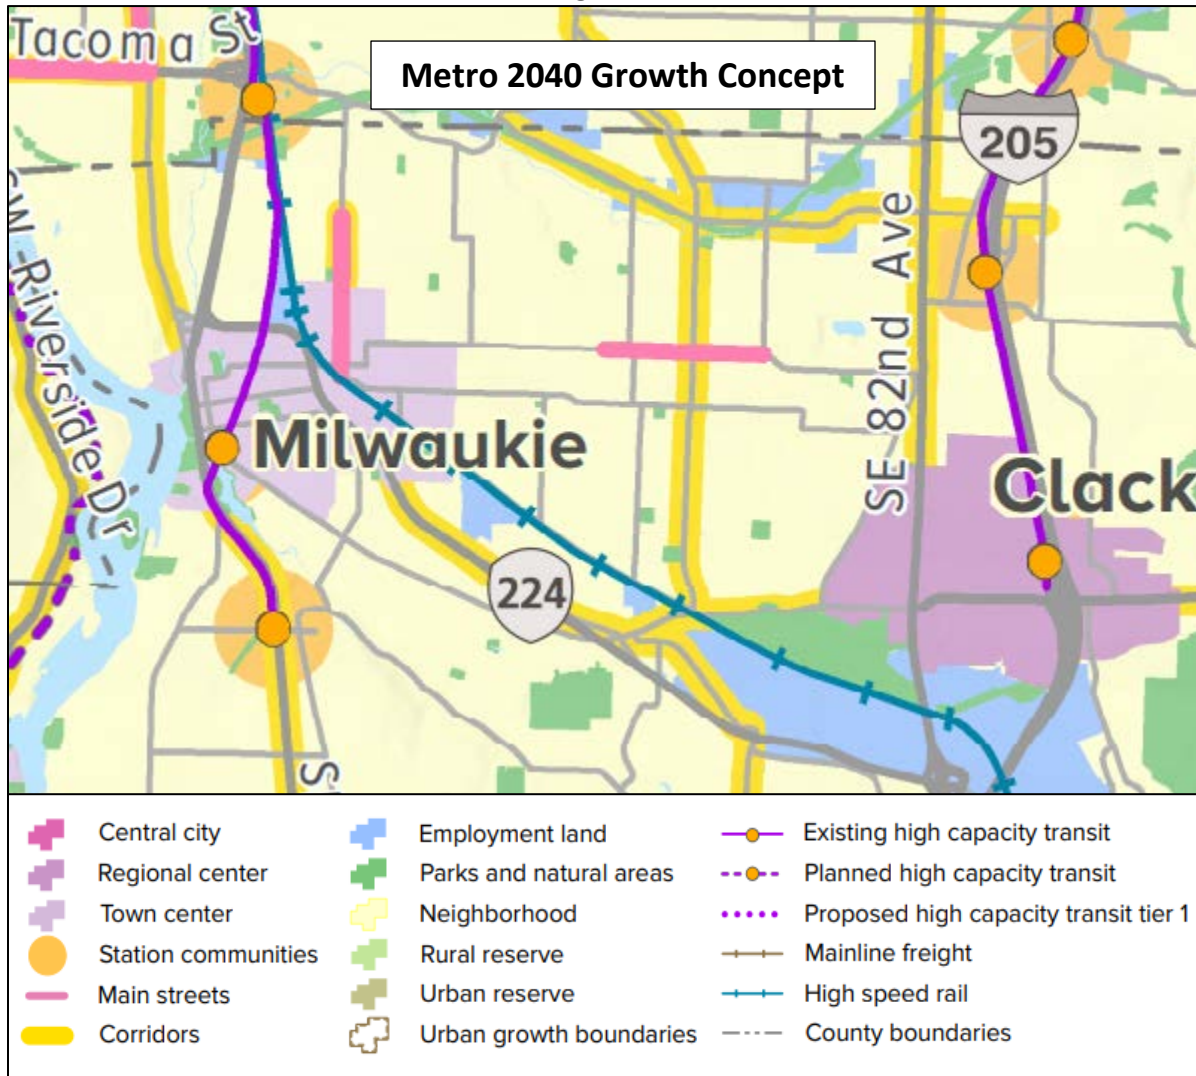 Tacoma St
Metro 2040 Growth Concept
205
SW Riverside Dr
SE 82nd Ave
Milwaukie
Clack
224
S
Central city
Regional center
Town center
Station communities
Main streets
Corridors
Employment land
Parks and natural areas
Neighborhood
Rural reserve
Urban reserve
Urban growth boundaries
Existing high capacity transit
Planned high capacity transit
Proposed high capacity transit tier 1
Mainline freight
High speed rail
County boundaries